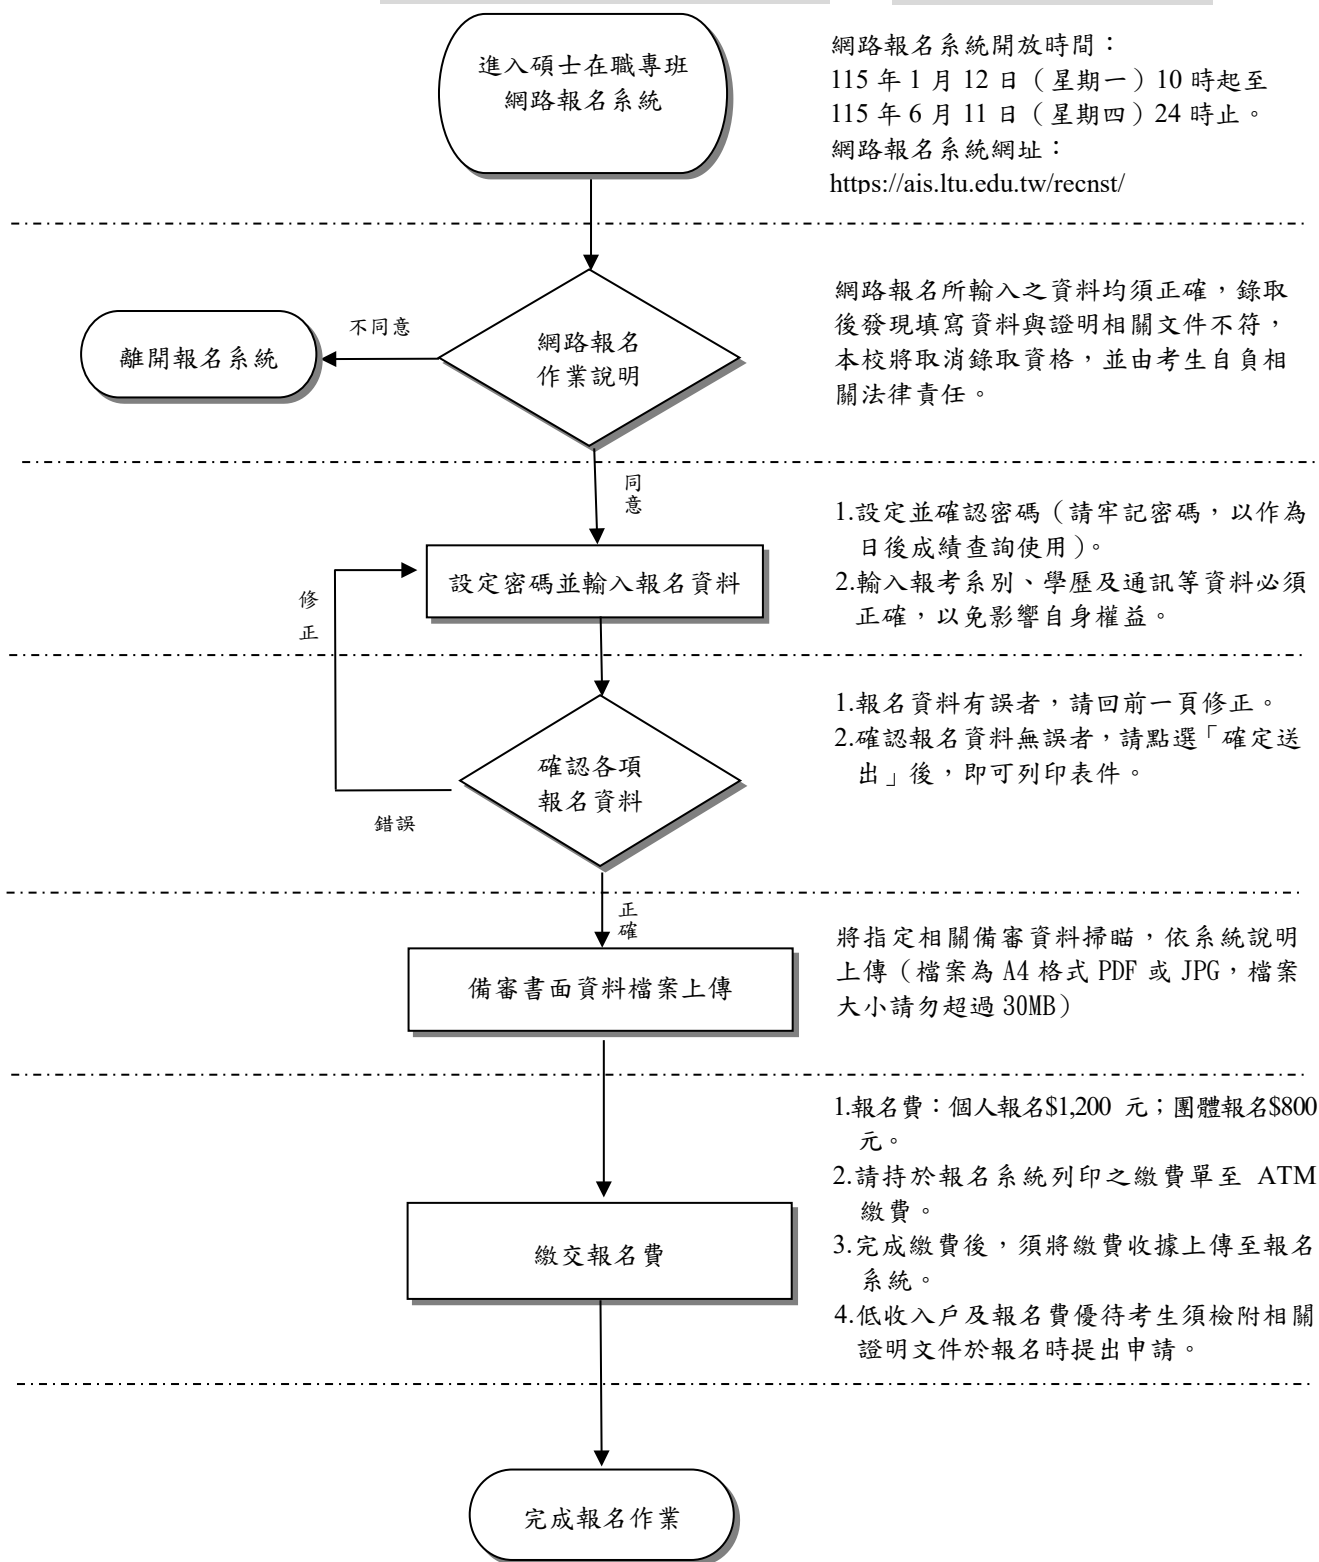 進入碩士在職專班
網路報名系統
網路報名系統開放時間：
115 年 1 月 12 日（星期一）10 時起至
115 年 6 月 11 日（星期四）24 時止。
網路報名系統網址：
https://ais.ltu.edu.tw/recnst/
不同意
離開報名系統
網路報名
作業說明
網路報名所輸入之資料均須正確，錄取
後發現填寫資料與證明相關文件不符，
本校將取消錄取資格，並由考生自負相
關法律責任。
同
意
設定密碼並輸入報名資料
修
正
1.設定並確認密碼（請牢記密碼，以作為
日後成績查詢使用）。
2.輸入報考系別、學歷及通訊等資料必須
正確，以免影響自身權益。
確認各項
報名資料
錯誤
1.報名資料有誤者，請回前一頁修正。
2.確認報名資料無誤者，請點選「確定送
出」後，即可列印表件。
正
確
備審書面資料檔案上傳
將指定相關備審資料掃瞄，依系統說明
上傳（檔案為 A4 格式 PDF 或 JPG，檔案
大小請勿超過 30MB）
繳交報名費
1.報名費：個人報名$1,200 元；團體報名$800
元。
2.請持於報名系統列印之繳費單至 ATM
繳費。
3.完成繳費後，須將繳費收據上傳至報名
系統。
4.低收入戶及報名費優待考生須檢附相關
證明文件於報名時提出申請。
完成報名作業